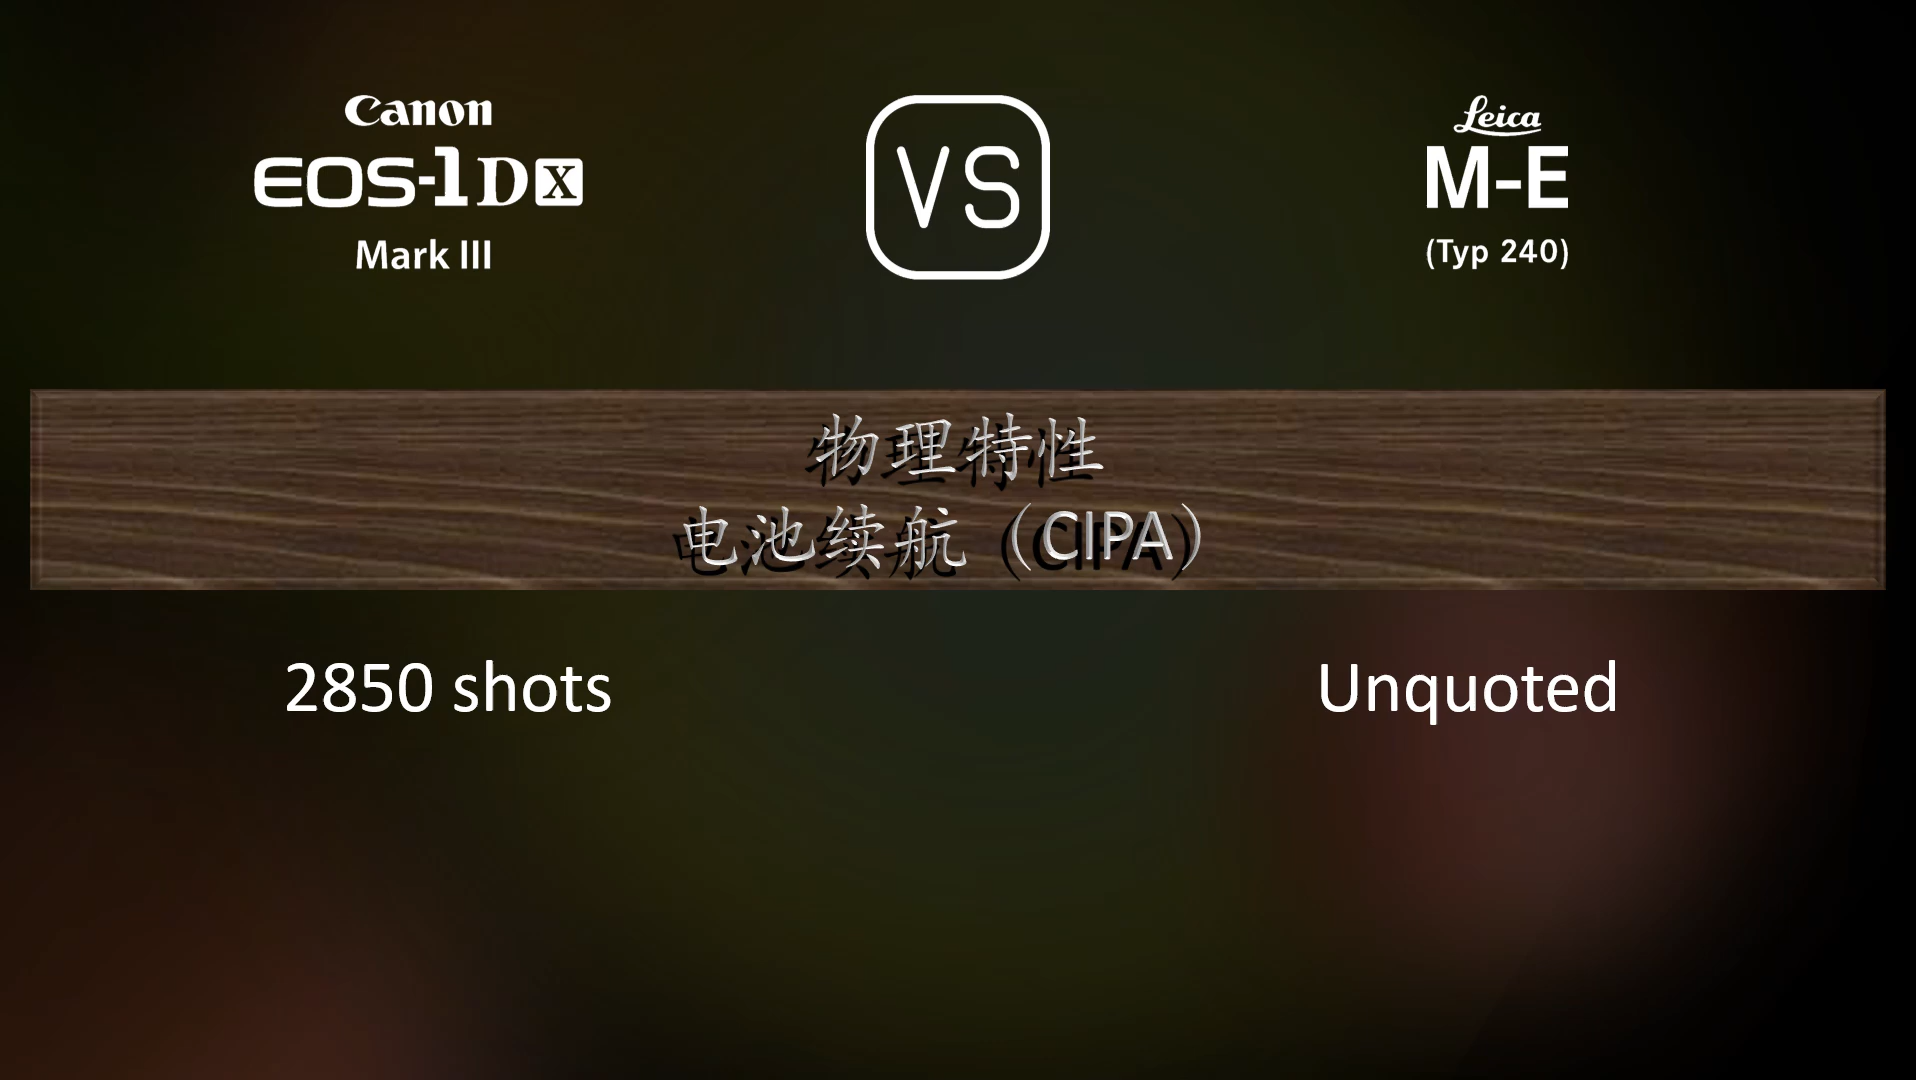 Canon
EOS-1DX
Mark III
VS
Leica
M-E
(Typ 240)
物理特性
电池续航（CIPA）
2850 shots
Unquoted